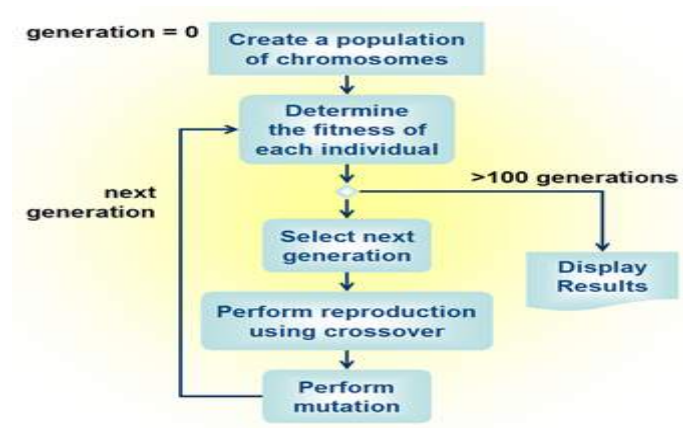 generation = 0
Create a population
of chromosomes
Determine
the fitness of
each individual
>100 generations
next
generation
Select next
generation
Display
Results
Perform reproduction
using crossover
Perform
mutation